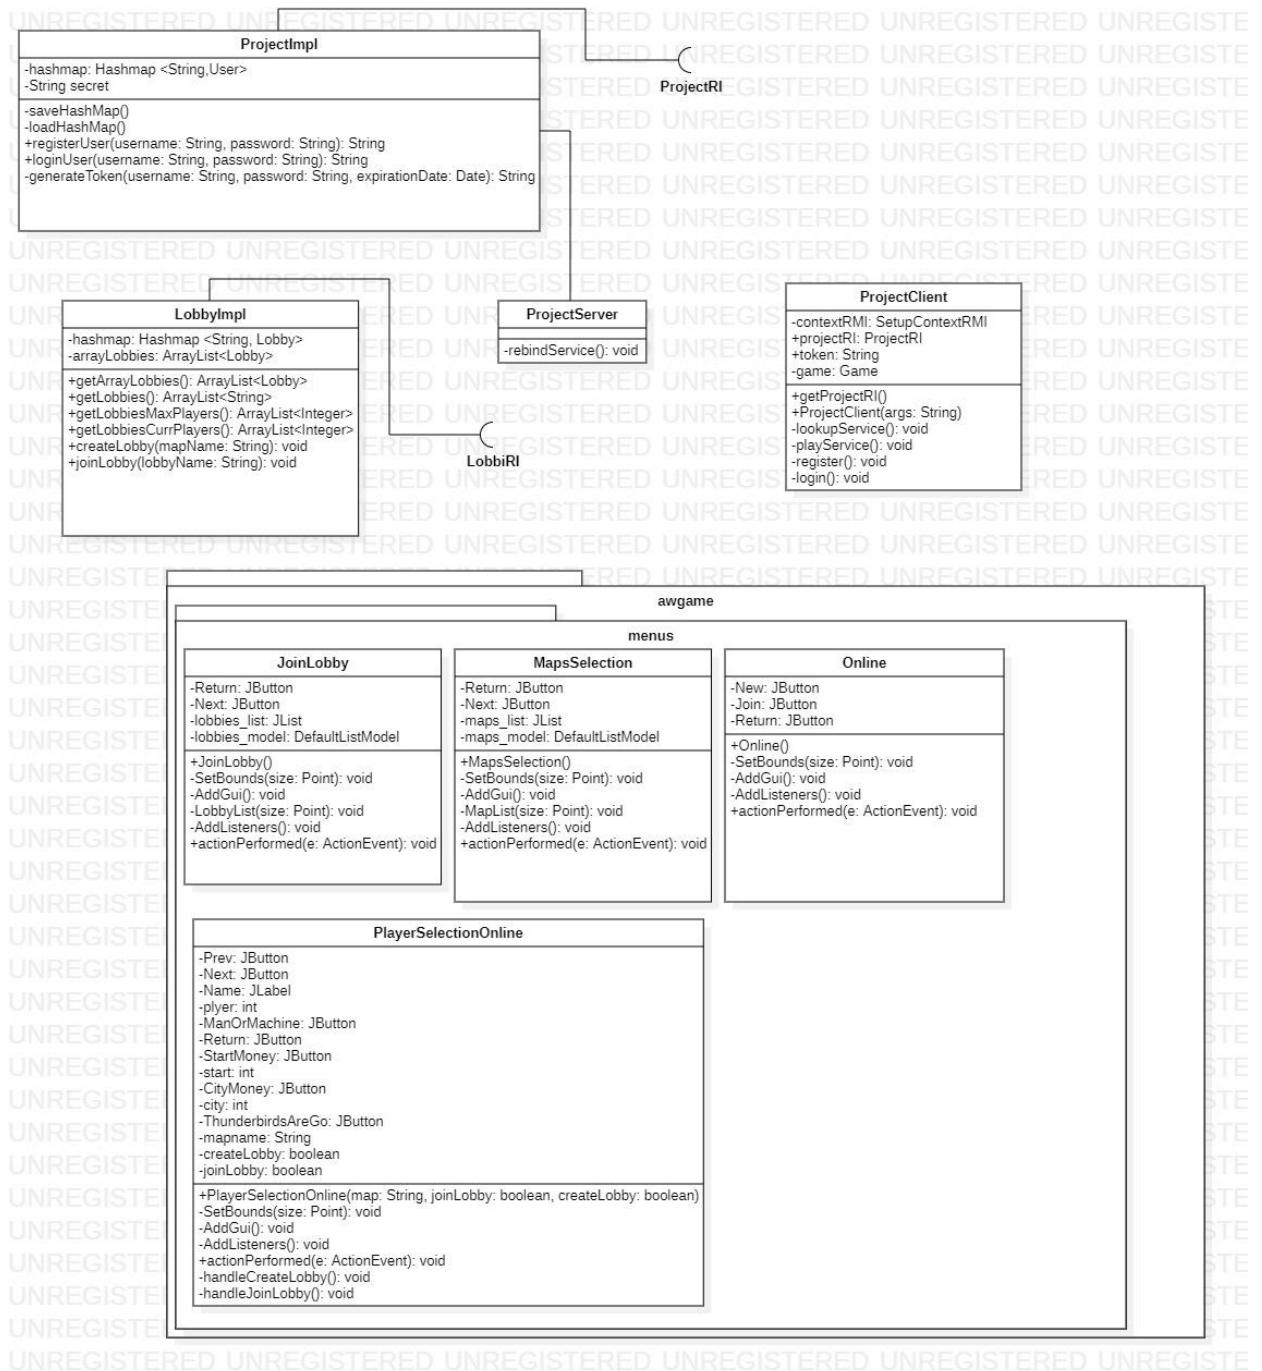 ProjectImpl
-hashmap: Hashmap <String,User>
-String secret
-saveHashMap()
-loadHashMap()
+registerUser(username: String, password: String): String
+loginUser(username: String, password: String): String
-generateToken(username: String, password: String, expirationDate: Date): String
ProjectRI
LobbyImpl
-hashmap: Hashmap <String, Lobby>
-arrayLobbies: ArrayList<Lobby>
+getArrayLobbies(): ArrayList<Lobby>
+getLobbies(): ArrayList<String>
+getLobbiesMaxPlayers(): ArrayList<Integer>
+getLobbiesCurrPlayers(): ArrayList<Integer>
+createLobby(mapName: String): void
+joinLobby(lobbyName: String): void
LobbiRI
ProjectServer
-rebindService(): void
ProjectClient
-contextRMI: SetupContextRMI
+projectRI: ProjectRI
+token: String
-game: Game
+getProjectRI()
+ProjectClient(args: String)
-lookupService(): void
-playService(): void
-register(): void
-login(): void
awgame
menus
JoinLobby
-Return: JButton
-Next: JButton
-lobbies_list: JList
-lobbies_model: DefaultListModel
+JoinLobby()
-SetBounds(size: Point): void
-AddGui(): void
-LobbyList(size: Point): void
-AddListeners(): void
+actionPerformed(e: ActionEvent): void
MapsSelection
-Return: JButton
-Next: JButton
-maps_list: JList
-maps_model: DefaultListModel
+MapsSelection()
-SetBounds(size: Point): void
-AddGui(): void
-MapList(size: Point): void
-AddListeners(): void
+actionPerformed(e: ActionEvent): void
Online
-New: JButton
-Join: JButton
-Return: JButton
+Online()
-SetBounds(size: Point): void
-AddGui(): void
-AddListeners(): void
+actionPerformed(e: ActionEvent): void
PlayerSelectionOnline
-Prev: JButton
-Next: JButton
-Name: JLabel
-plyer: int
-ManOrMachine: JButton
-Return: JButton
-StartMoney: JButton
-start: int
-CityMoney: JButton
-city: int
-ThunderbirdsAreGo: JButton
-mapname: String
-createLobby: boolean
-joinLobby: boolean
+PlayerSelectionOnline(map: String, joinLobby: boolean, createLobby: boolean)
-SetBounds(size: Point): void
-AddGui(): void
-AddListeners(): void
+actionPerformed(e: ActionEvent): void
-handleCreateLobby(): void
-handleJoinLobby(): void